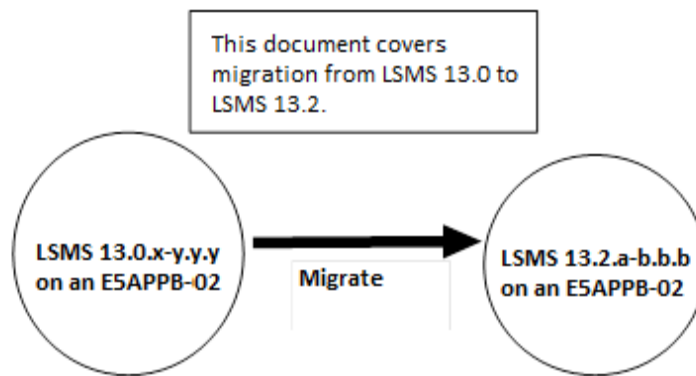 This document covers
migration from LSMS 13.0 to
LSMS 13.2.
LSMS 13.0.x-y.y.y
on an E5APPB-02
Migrate
LSMS 13.2.a-b.b.b
on an E5APPB-02